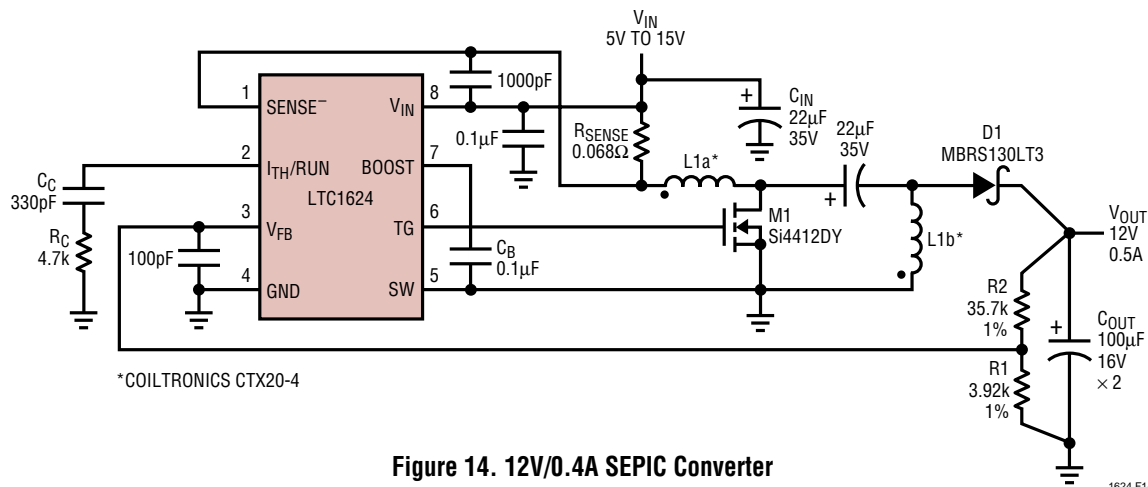 V_IN
5V TO 15V
1000pF
1
SENSE⁻
V_IN
8
0.1µF
R_SENSE
0.068Ω
+
C_IN
22µF
35V
22µF
35V
+
D1
MBRS130LT3
2
I_TH/RUN
BOOST
7
L1a*
C_C
330pF
LTC1624
3
V_FB
TG
6
M1
Si4412DY
L1b*
V_OUT
12V
0.5A
R_C
4.7k
100pF
C_B
0.1µF
4
GND
SW
5
R2
35.7k
1%
+
C_OUT
100µF
16V
× 2
R1
3.92k
1%
*COILTRONICS CTX20-4
Figure 14. 12V/0.4A SEPIC Converter